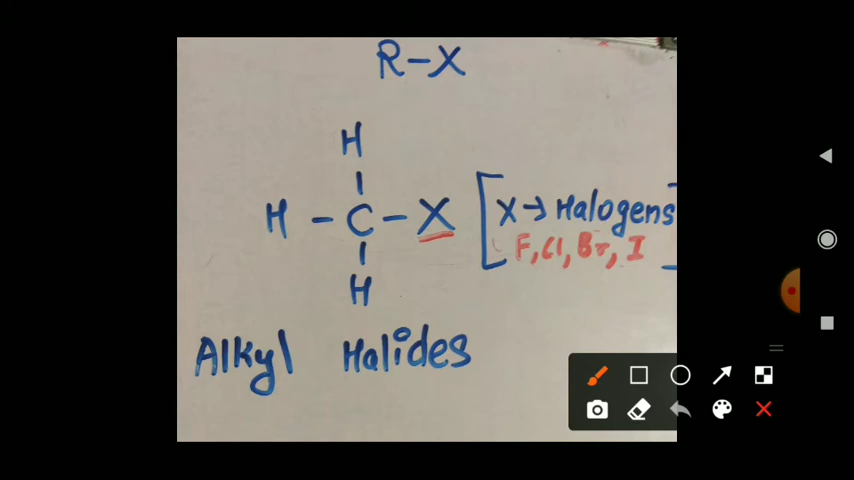 R-X
H
H - C - X [X → Halogens]
F, Cl, Br, I
H
Alkyl Halides